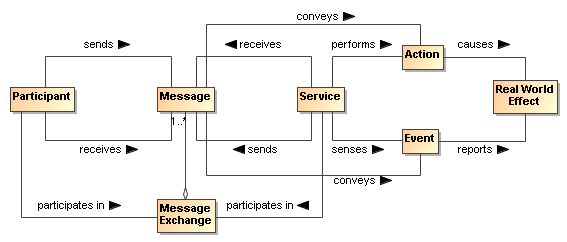 conveys
sends
receives
performs
causes
Action
Participant
Message
Service
Real World
Effect
1..*
Event
receives
sends
senses
reports
conveys
participates in
Message
Exchange
participates in